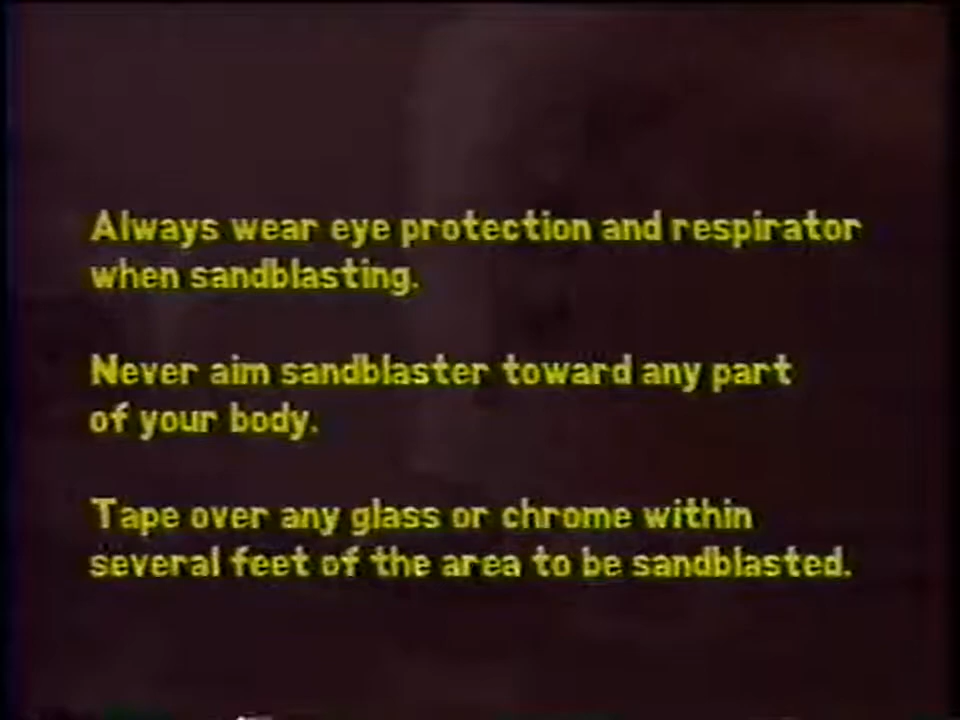 Always wear eye protection and respirator
when sandblasting.
Never aim sandblaster toward any part
of your body.
Tape over any glass or chrome within
several feet of the area to be sandblasted.